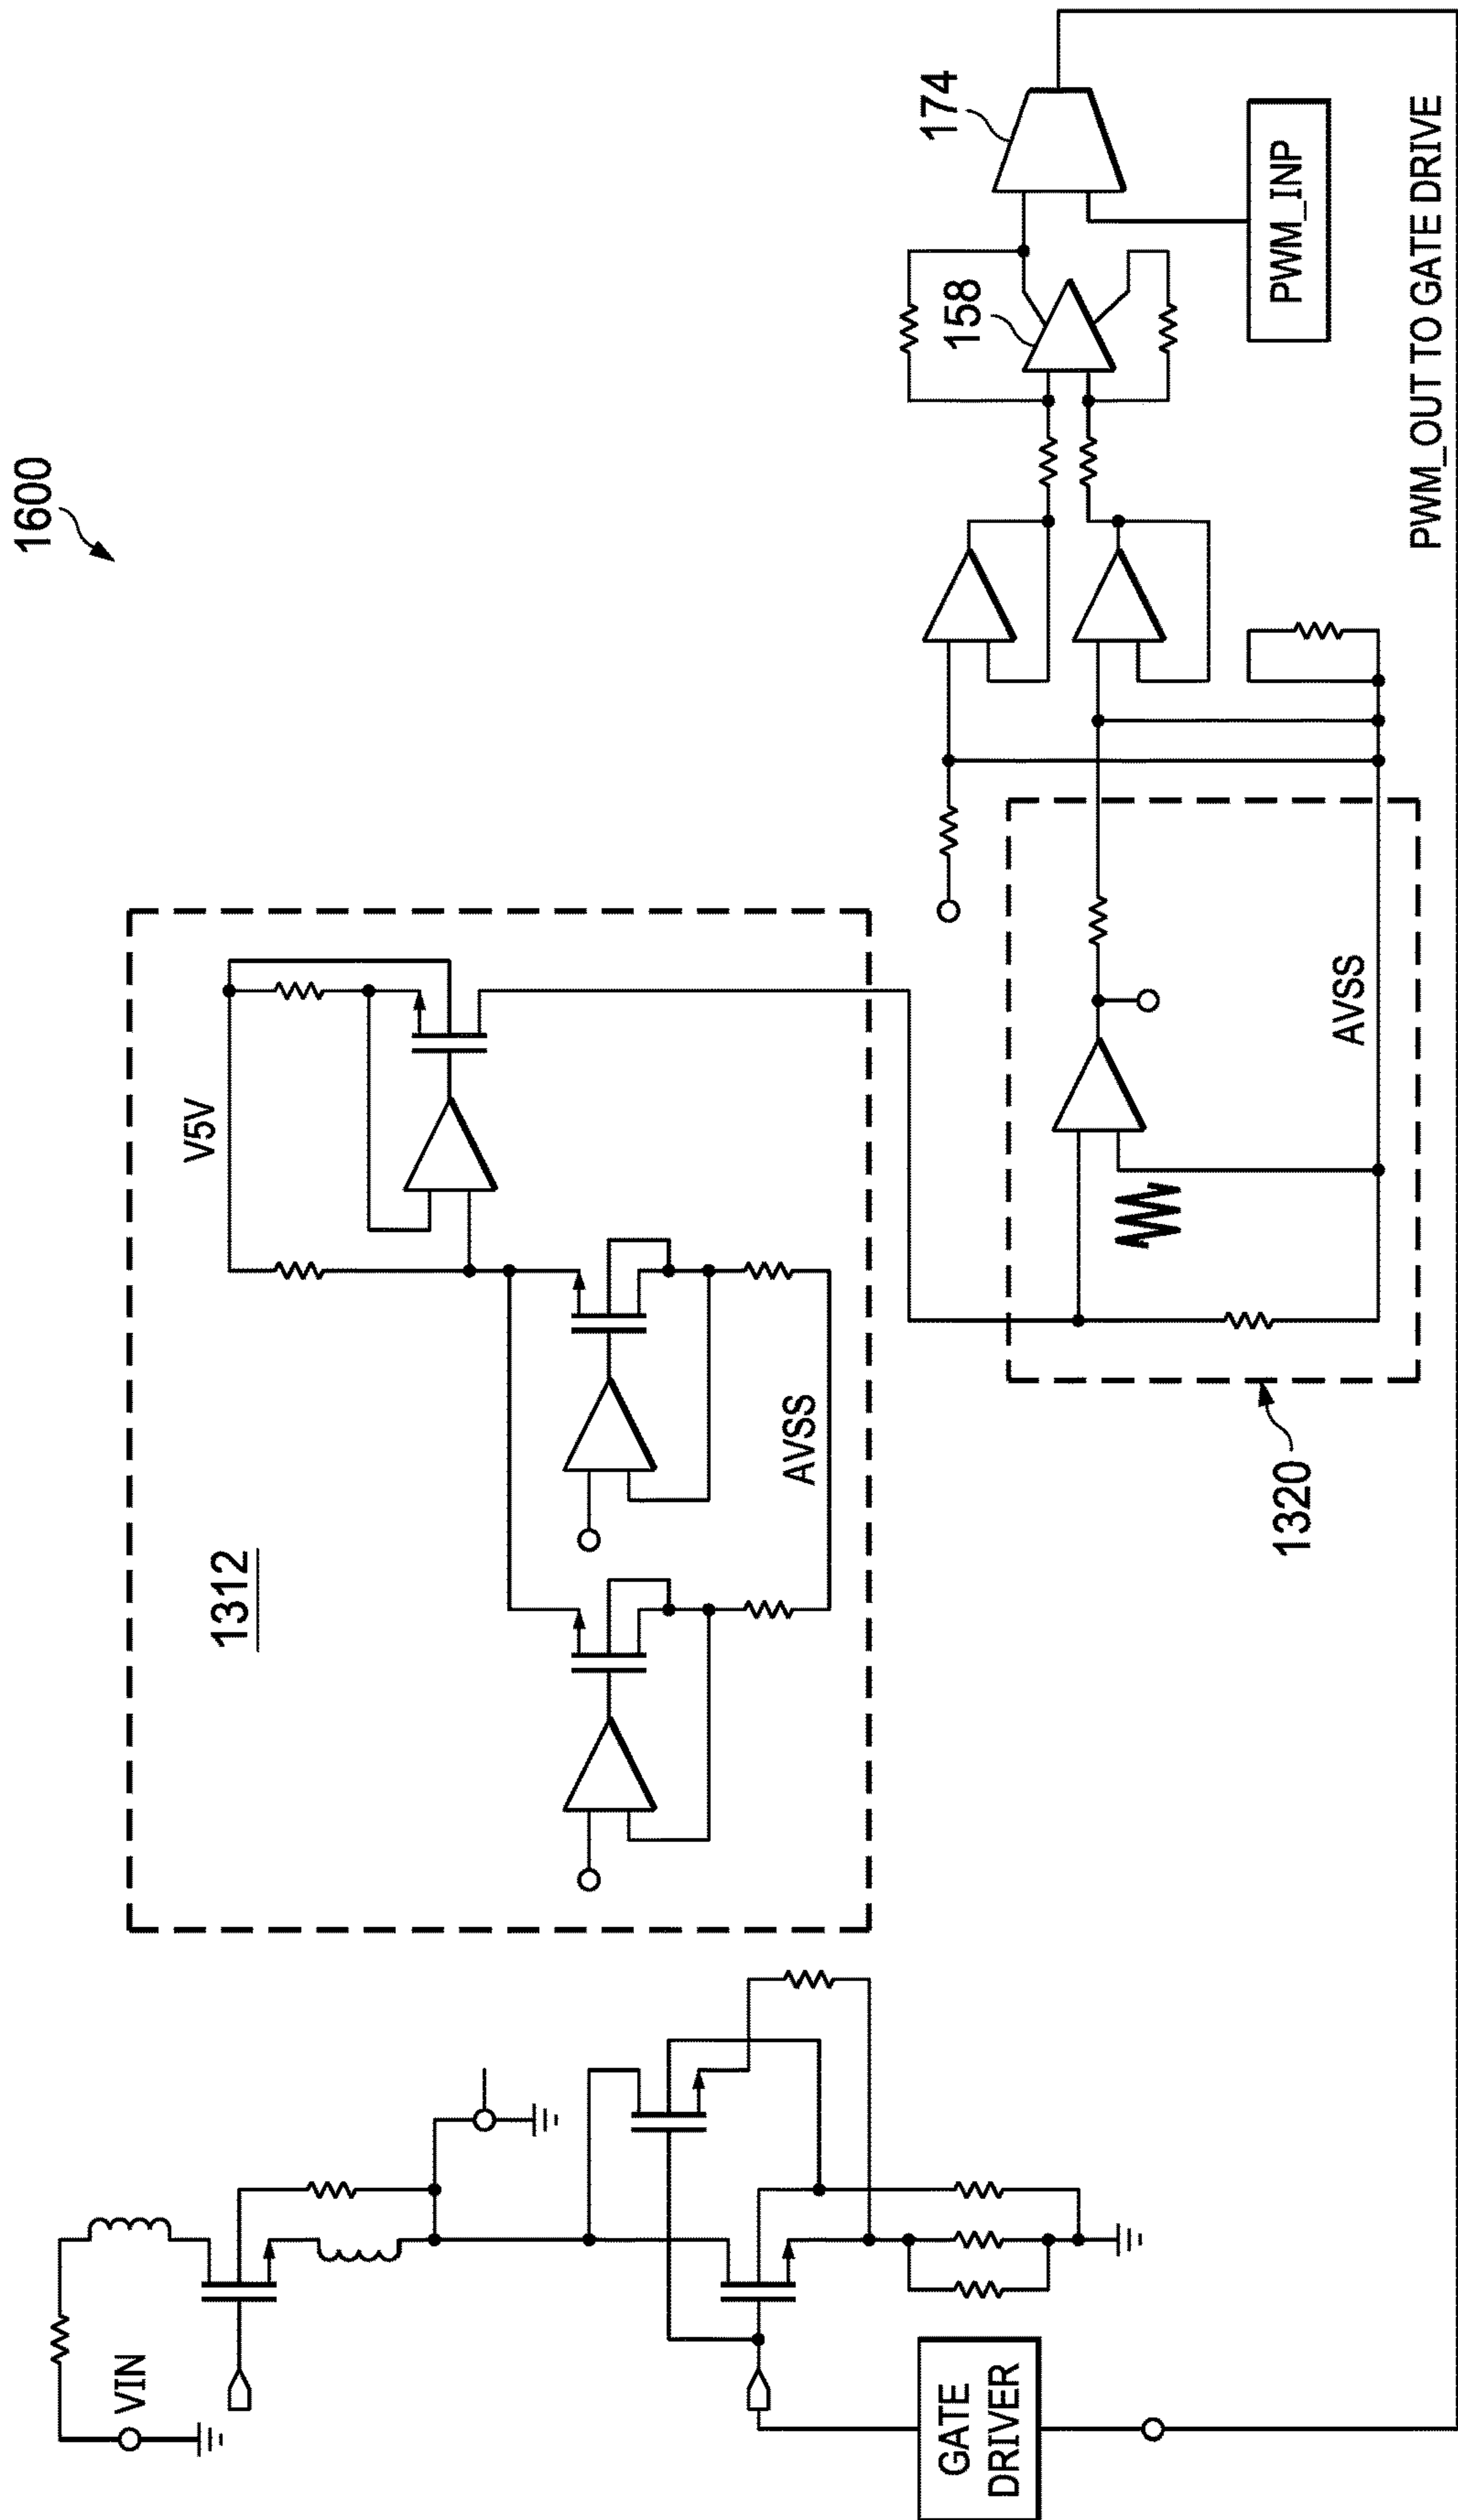 1600
VIN
GATE
DRIVER
1312
V5V
AVSS
1320
AVSS
158
174
PWM_INP
PWM_OUT TO GATE DRIVE